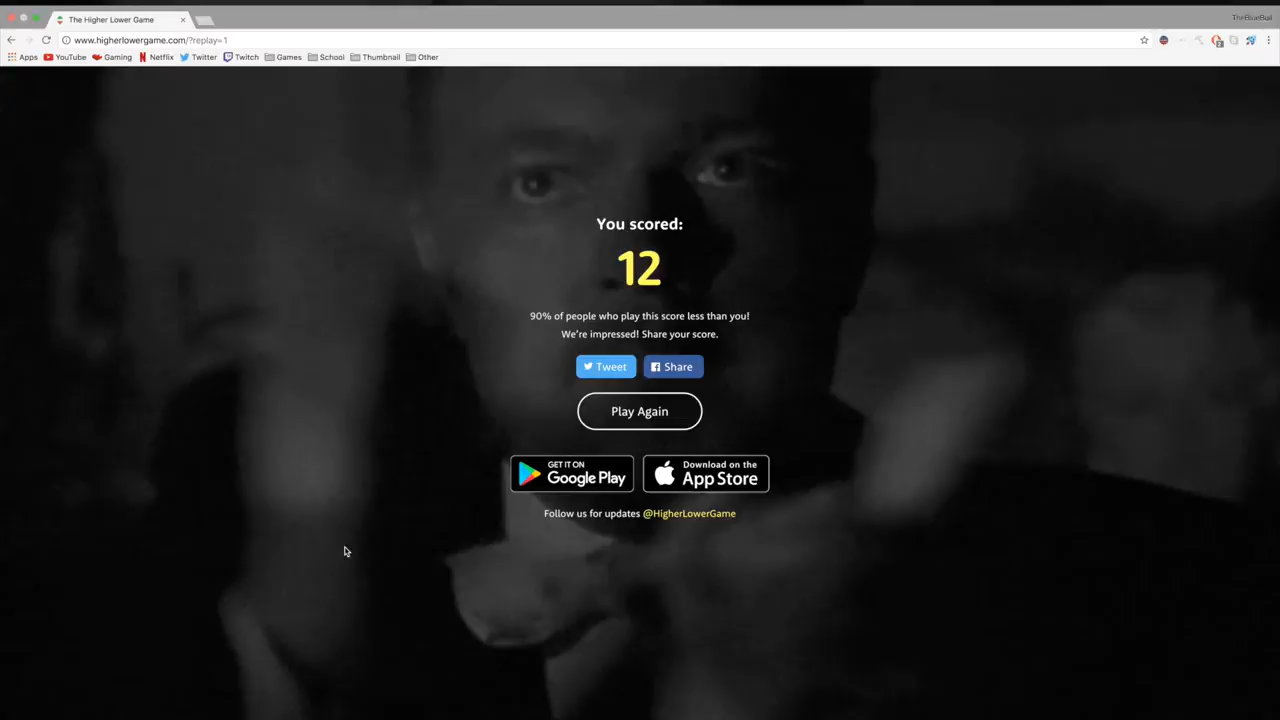 The Higher Lower Game
TheBlueBull
www.higherlowergame.com/?replay=1
Apps YouTube Gaming Netflix Twitter Twitch Games School Thumbnail Other
You scored:
12
90% of people who play this score less than you!
We're impressed! Share your score.
Tweet Share
Play Again
GET IT ON
Google Play
Download on the
App Store
Follow us for updates @HigherLowerGame